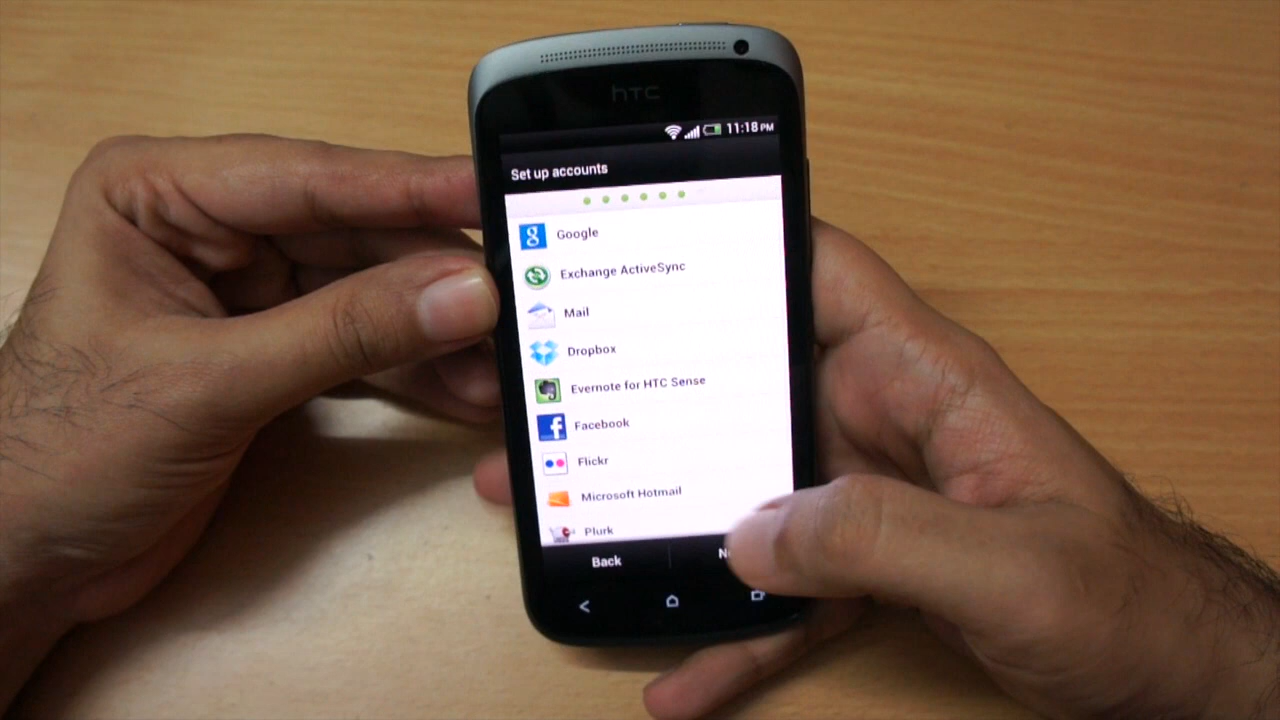 hTC
11:18 PM
Set up accounts
Google
Exchange ActiveSync
Mail
Dropbox
Evernote for HTC Sense
Facebook
Flickr
Microsoft Hotmail
Plurk
Back